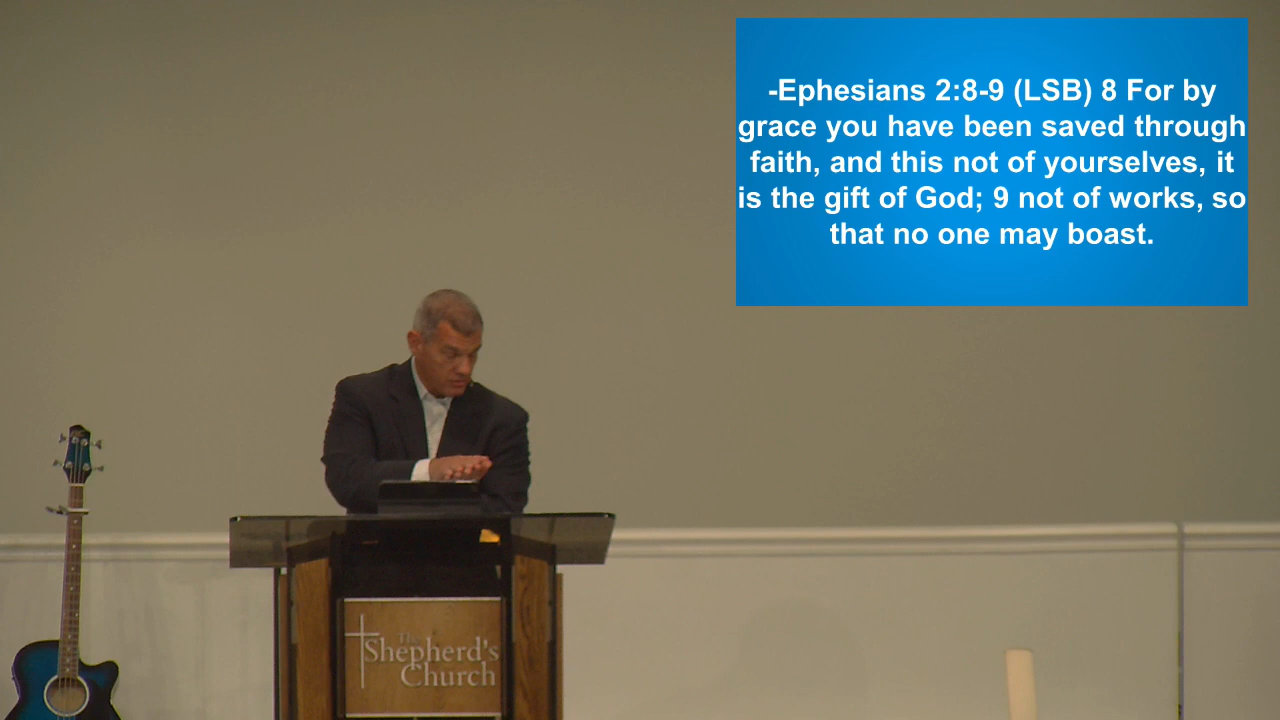 -Ephesians 2:8-9 (LSB) 8 For by
grace you have been saved through
faith, and this not of yourselves, it
is the gift of God; 9 not of works, so
that no one may boast.
The
Shepherd's
Church